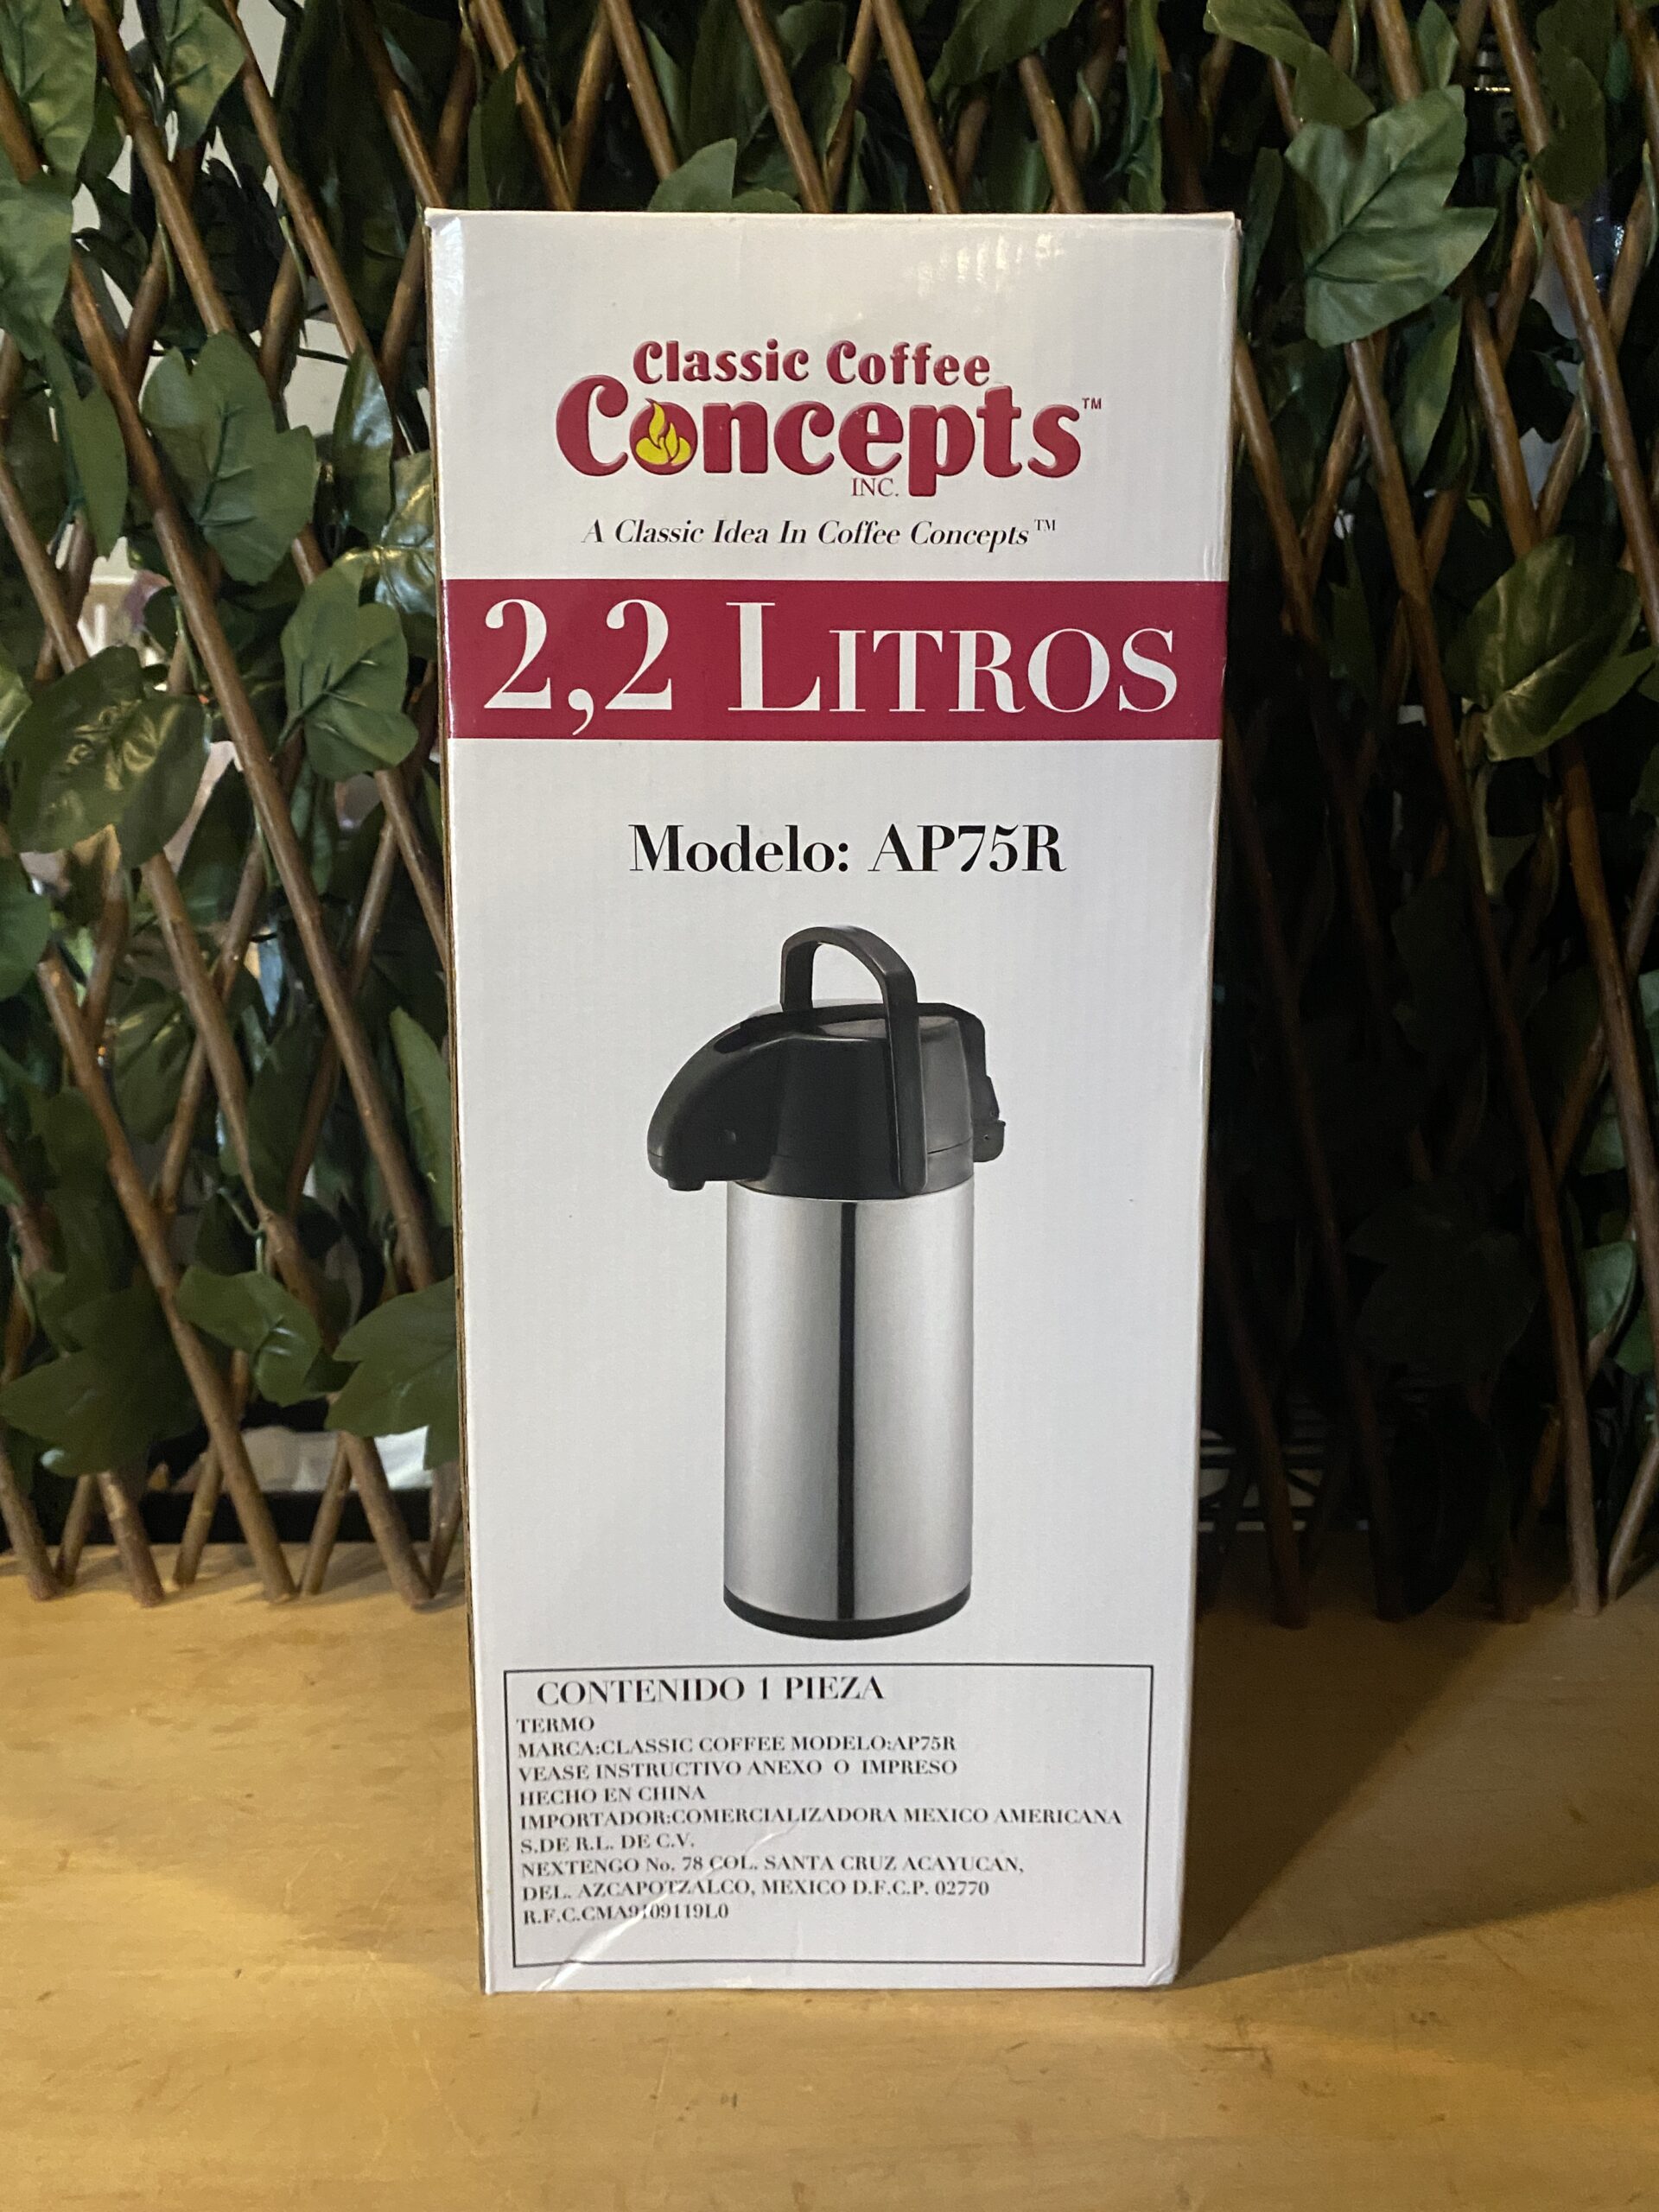 Classic Coffee
Concepts™
INC.
A Classic Idea In Coffee Concepts™
2,2 LITROS
Modelo: AP75R
CONTENIDO 1 PIEZA
TERMO
MARCA:CLASSIC COFFEE MODELO:AP75R
VEASE INSTRUCTIVO ANEXO O IMPRESO
HECHO EN CHINA
IMPORTADOR:COMERCIALIZADORA MEXICO AMERICANA
S.DE R.L. DE C.V.
NEXTENGO No. 78 COL. SANTA CRUZ ACAYUCAN,
DEL. AZCAPOTZALCO, MEXICO D.F.C.P. 02770
R.F.C.CMA9109119L0